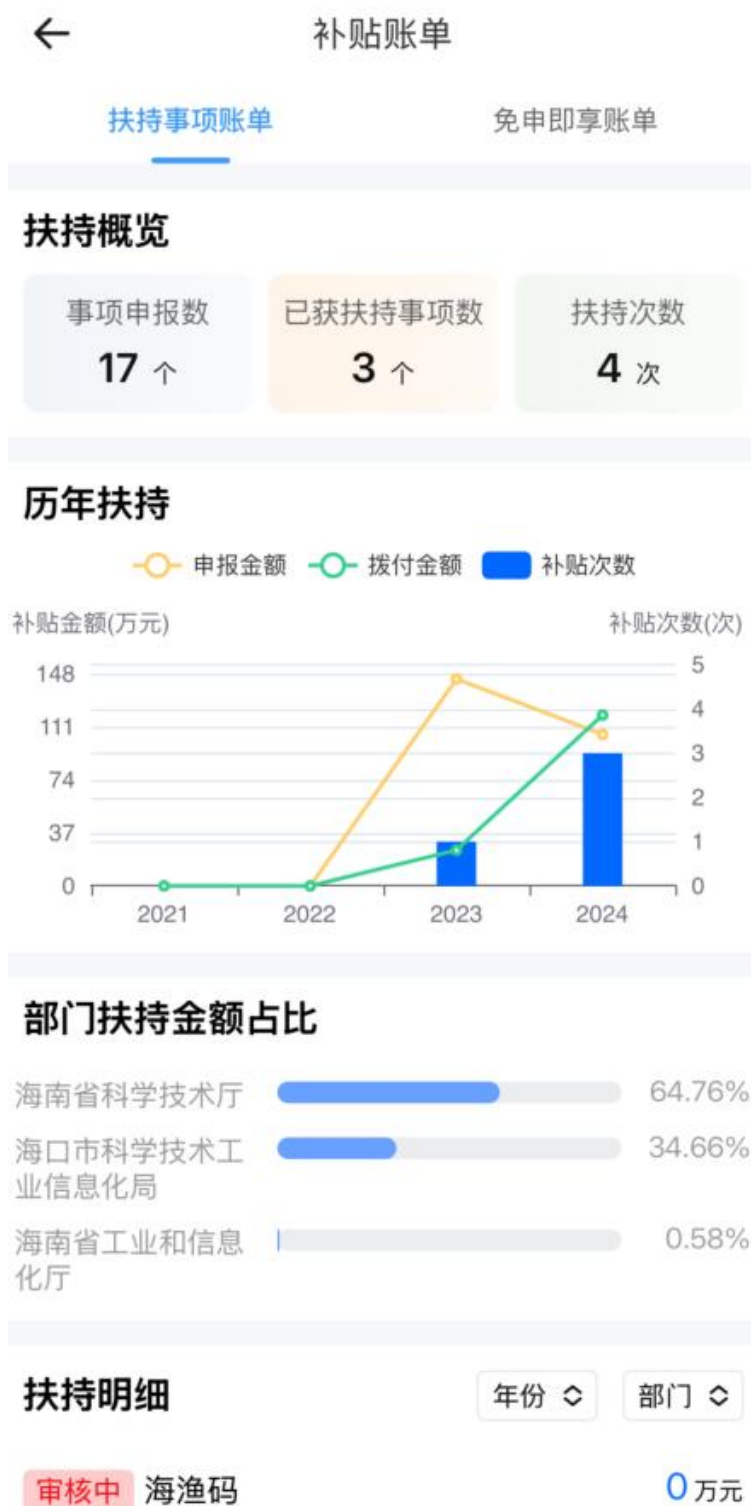 补贴账单
扶持事项账单
免申即享账单
扶持概览
事项申报数
17 个
已获扶持事项数
3 个
扶持次数
4 次
历年扶持
申报金额 拨付金额 补贴次数
补贴金额(万元)
补贴次数(次)
148
111
74
37
0
5
4
3
2
1
0
2021 2022 2023 2024
部门扶持金额占比
海南省科学技术厅 64.76%
海口市科学技术工 34.66%
业信息化局
海南省工业和信息 0.58%
化厅
扶持明细 年份 部门
审核中 海渔码 0 万元